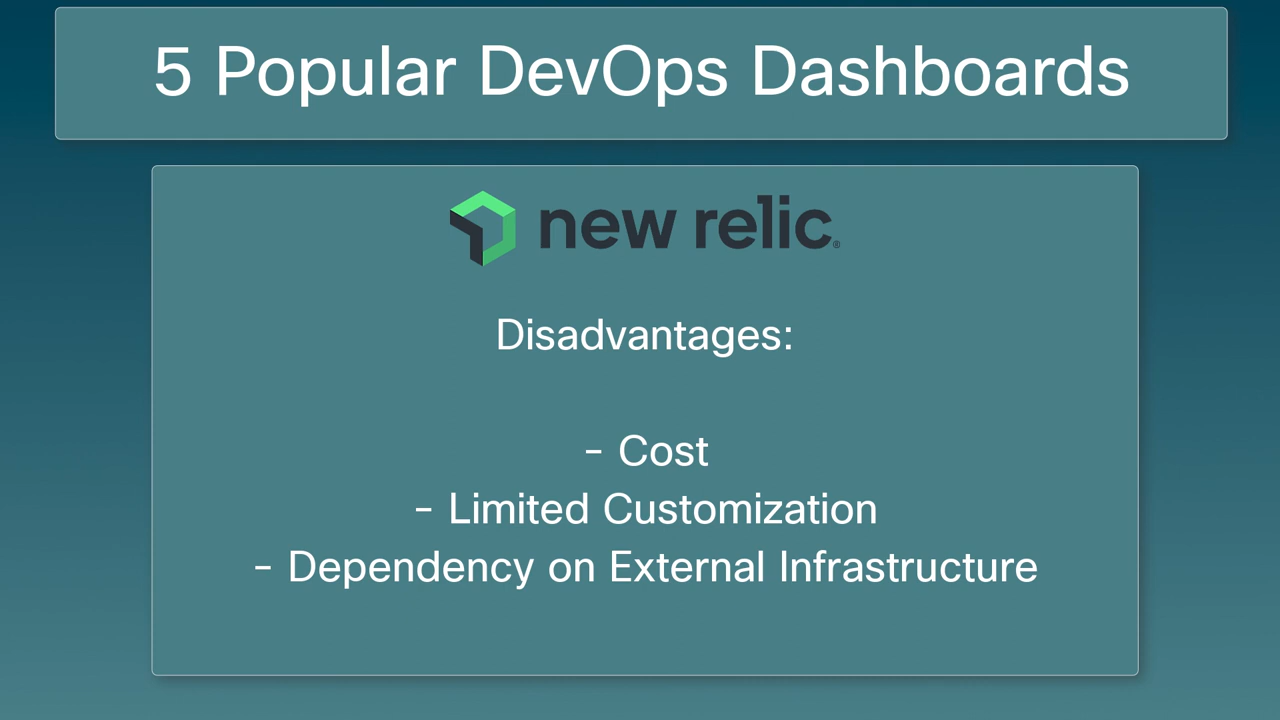 5 Popular DevOps Dashboards
new relic®
Disadvantages:
- Cost
- Limited Customization
- Dependency on External Infrastructure